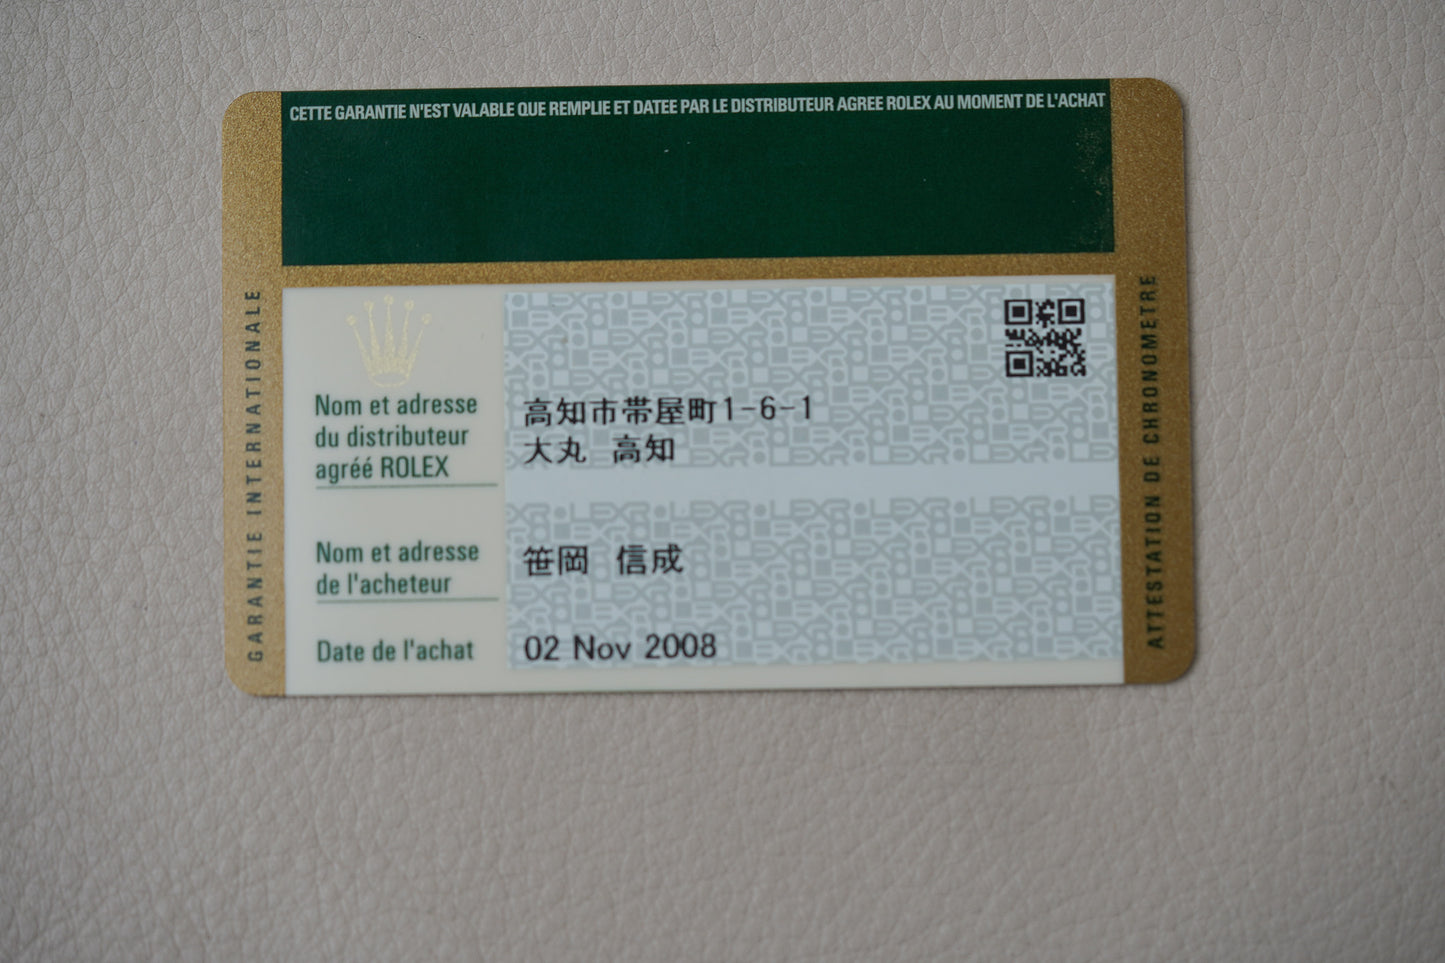 CETTE GARANTIE N'EST VALABLE QUE REMPLIE ET DATEE PAR LE DISTRIBUTEUR AGREE ROLEX AU MOMENT DE L'ACHAT
GARANTIE INTERNATIONALE
Nom et adresse
du distributeur
agréé ROLEX
高知市帯屋町1-6-1
大丸 高知
Nom et adresse
de l'acheteur
笹岡 信成
Date de l'achat
02 Nov 2008
ATTESTATION DE CHRONOMETRE